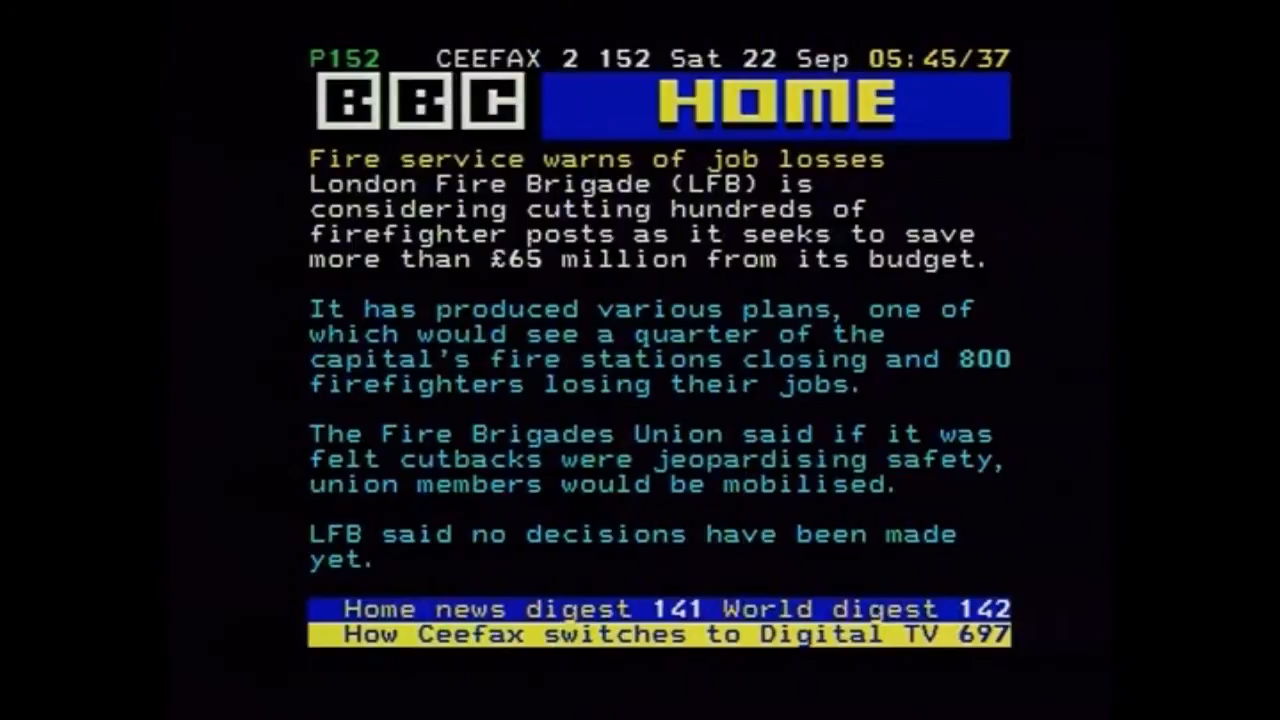 P152 CEEFAX 2 152 Sat 22 Sep 05:45/37
BBC HOME
Fire service warns of job losses
London Fire Brigade (LFB) is
considering cutting hundreds of
firefighter posts as it seeks to save
more than £65 million from its budget.
It has produced various plans, one of
which would see a quarter of the
capital's fire stations closing and 800
firefighters losing their jobs.
The Fire Brigades Union said if it was
felt cutbacks were jeopardising safety,
union members would be mobilised.
LFB said no decisions have been made
yet.
Home news digest 141 World digest 142
How Ceefax switches to Digital TV 697